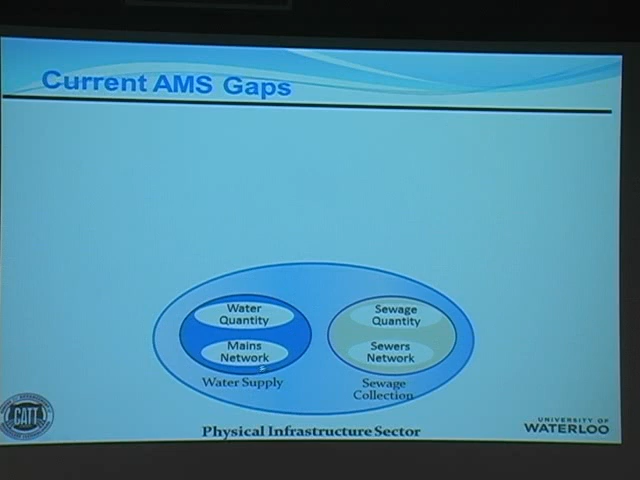 Current AMS Gaps
Water
Quantity
Sewage
Quantity
Mains
Network
Sewers
Network
Water Supply
Sewage
Collection
CATT
UNIVERSITY OF
WATERLOO
Physical Infrastructure Sector